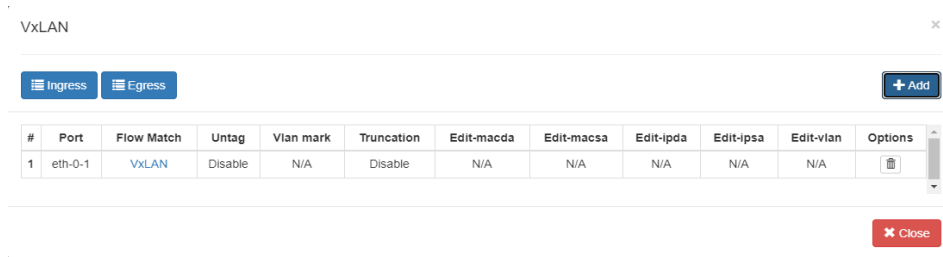 VxLAN ×
Ingress Egress Add
# Port Flow Match Untag Vlan mark Truncation Edit-macda Edit-macsa Edit-ipda Edit-ipsa Edit-vlan Options
1 eth-0-1 VxLAN Disable N/A Disable N/A N/A N/A N/A N/A
Close